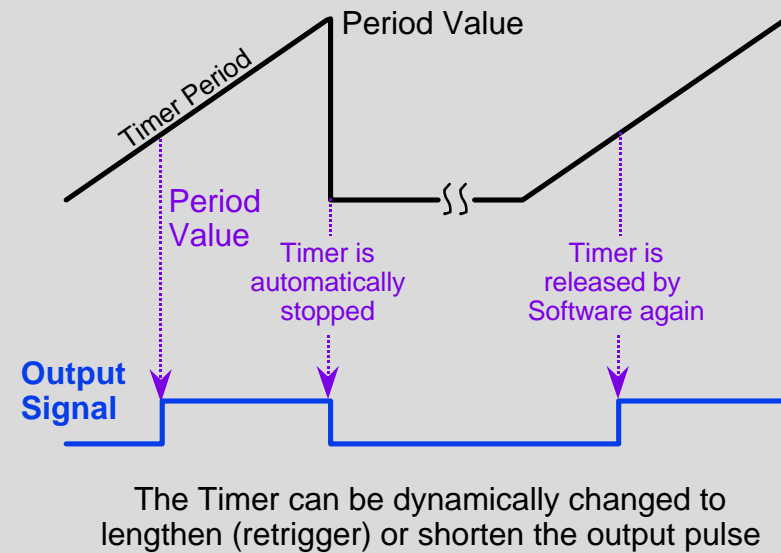 Period Value
Timer Period
Period
Value
Timer is
automatically
stopped
Timer is
released by
Software again
Output
Signal
The Timer can be dynamically changed to
lengthen (retrigger) or shorten the output pulse